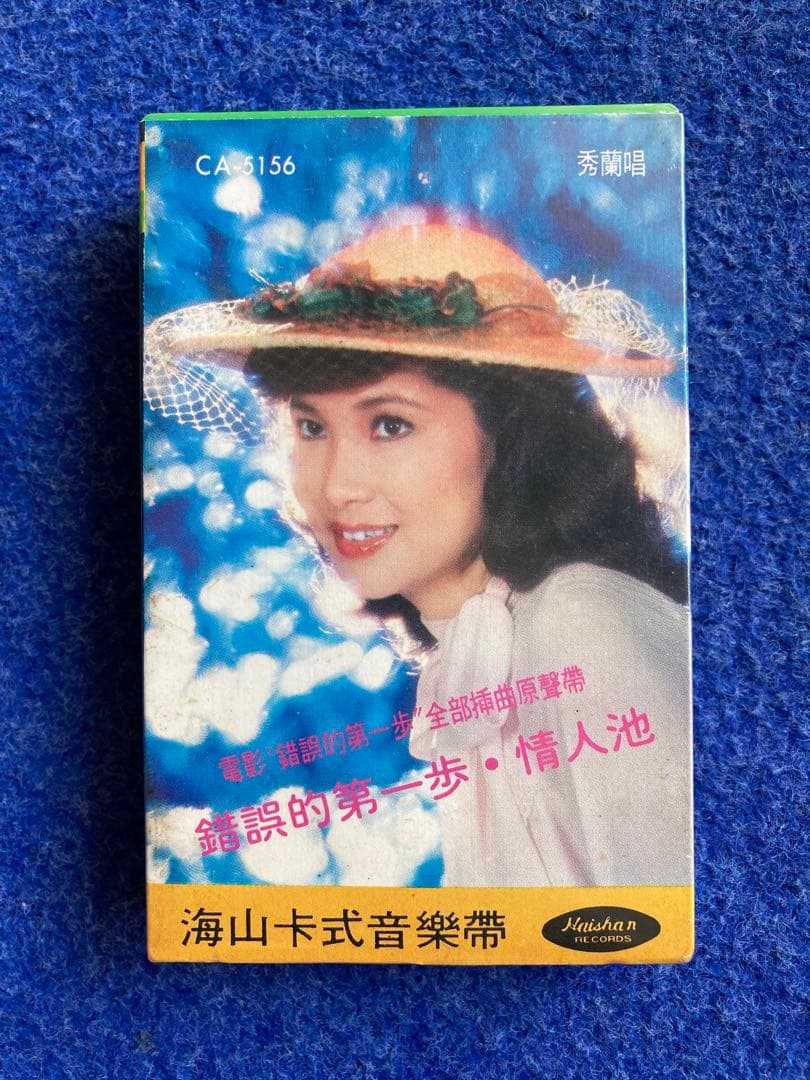 CA-5156
秀蘭唱
電影"錯誤的第一步"全部插曲原聲帶
錯誤的第一步・情人池
海山卡式音樂帶
Haishan
RECORDS